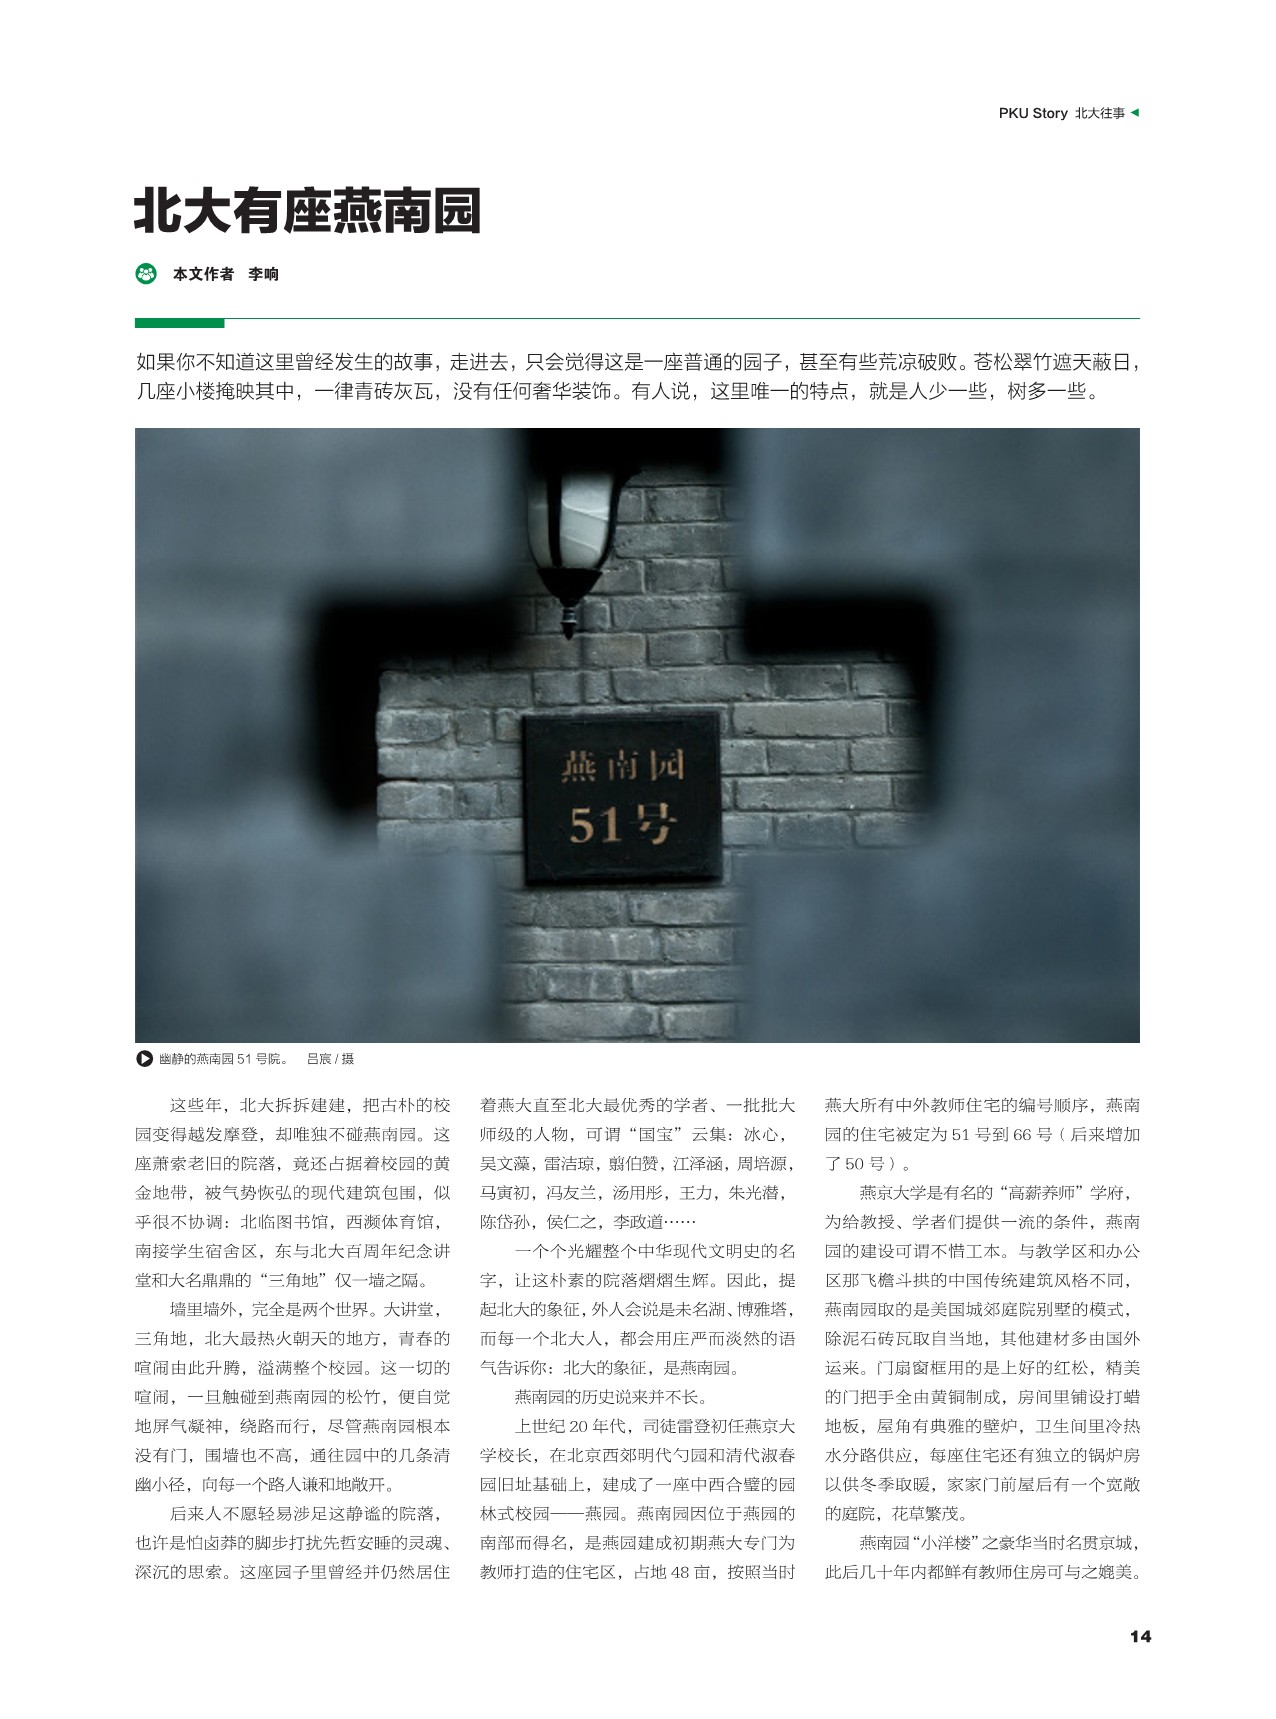 PKU Story 北大往事
北大有座燕南园
本文作者 李响
如果你不知道这里曾经发生的故事，走进去，只会觉得这是一座普通的园子，甚至有些荒凉破败。苍松翠竹遮天蔽日，
几座小楼掩映其中，一律青砖灰瓦，没有任何奢华装饰。有人说，这里唯一的特点，就是人少一些，树多一些。
燕南园
51号
幽静的燕南园 51 号院。 吕宸 / 摄
这些年，北大拆拆建建，把古朴的校
园变得越发摩登，却唯独不碰燕南园。这
座萧索老旧的院落，竟还占据着校园的黄
金地带，被气势恢弘的现代建筑包围，似
乎很不协调：北临图书馆，西濒体育馆，
南接学生宿舍区，东与北大百周年纪念讲
堂和大名鼎鼎的“三角地”仅一墙之隔。
墙里墙外，完全是两个世界。大讲堂，
三角地，北大最热火朝天的地方，青春的
喧闹由此升腾，溢满整个校园。这一切的
喧闹，一旦触碰到燕南园的松竹，便自觉
地屏气凝神，绕路而行，尽管燕南园根本
没有门，围墙也不高，通往园中的几条清
幽小径，向每一个路人谦和地敞开。
后来人不愿轻易涉足这静谧的院落，
也许是怕卤莽的脚步打扰先哲安睡的灵魂、
深沉的思索。这座园子里曾经并仍然居住
着燕大直至北大最优秀的学者、一批批大
师级的人物，可谓“国宝”云集：冰心，
吴文藻，雷洁琼，翦伯赞，江泽涵，周培源，
马寅初，冯友兰，汤用彤，王力，朱光潜，
陈岱孙，侯仁之，李政道……
一个个光耀整个中华现代文明史的名
字，让这朴素的院落熠熠生辉。因此，提
起北大的象征，外人会说是未名湖、博雅塔，
而每一个北大人，都会用庄严而淡然的语
气告诉你：北大的象征，是燕南园。
燕南园的历史说来并不长。
上世纪 20 年代，司徒雷登初任燕京大
学校长，在北京西郊明代勺园和清代淑春
园旧址基础上，建成了一座中西合璧的园
林式校园——燕园。燕南园因位于燕园的
南部而得名，是燕园建成初期燕大专门为
教师打造的住宅区，占地 48 亩，按照当时
燕大所有中外教师住宅的编号顺序，燕南
园的住宅被定为 51 号到 66 号（后来增加
了 50 号）。
燕京大学是有名的“高薪养师”学府，
为给教授、学者们提供一流的条件，燕南
园的建设可谓不惜工本。与教学区和办公
区那飞檐斗拱的中国传统建筑风格不同，
燕南园取的是美国城郊庭院别墅的模式，
除泥石砖瓦取自当地，其他建材多由国外
运来。门扇窗框用的是上好的红松，精美
的门把手全由黄铜制成，房间里铺设打蜡
地板，屋角有典雅的壁炉，卫生间里冷热
水分路供应，每座住宅还有独立的锅炉房
以供冬季取暖，家家门前屋后有一个宽敞
的庭院，花草繁茂。
燕南园“小洋楼”之豪华当时名贯京城，
此后几十年内都鲜有教师住房可与之媲美。
14